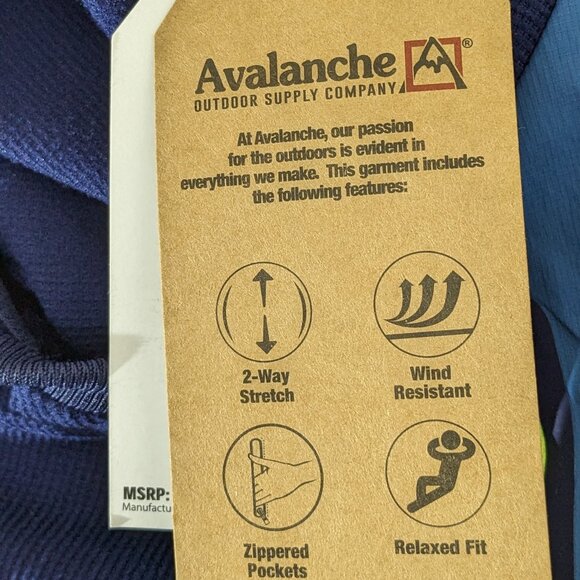 Avalanche ®
OUTDOOR SUPPLY COMPANY
At Avalanche, our passion
for the outdoors is evident in
everything we make. This garment includes
the following features:
2-Way
Stretch
Wind
Resistant
Zippered
Pockets
Relaxed Fit
MSRP:
Manufactu